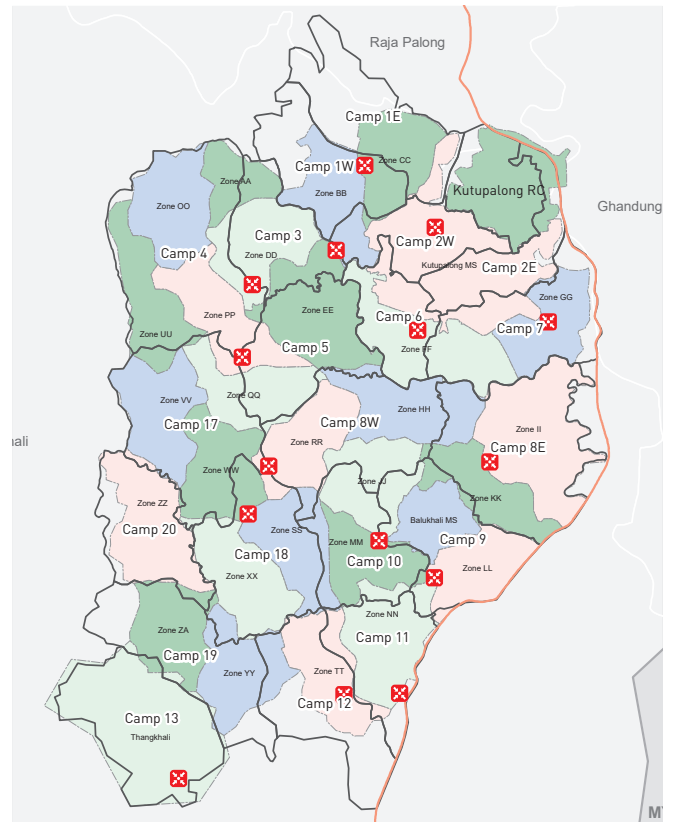 Raja Palong
Camp 1E
Zone CC
Camp 1W
Zone AA
Zone BB
Kutupalong RC
Zone OO
Ghandung
Camp 3
Camp 2W
Camp 4
Zone DD
Kutupalong MS
Camp 2E
Zone GG
Zone EE
Zone PP
Camp 6
Camp 7
Zone UU
Camp 5
Zone FF
Zone QQ
Zone VV
Zone HH
Camp 17
Camp 8W
Zone II
hali
Zone RR
Camp 8E
Zone WW
Zone JJ
Zone KK
Zone ZZ
Balukhali MS
Camp 20
Zone SS
Zone MM
Camp 9
Camp 18
Camp 10
Zone LL
Zone XX
Zone NN
Zone ZA
Camp 11
Camp 19
Zone YY
Zone TT
Camp 12
Camp 13
Thangkhali